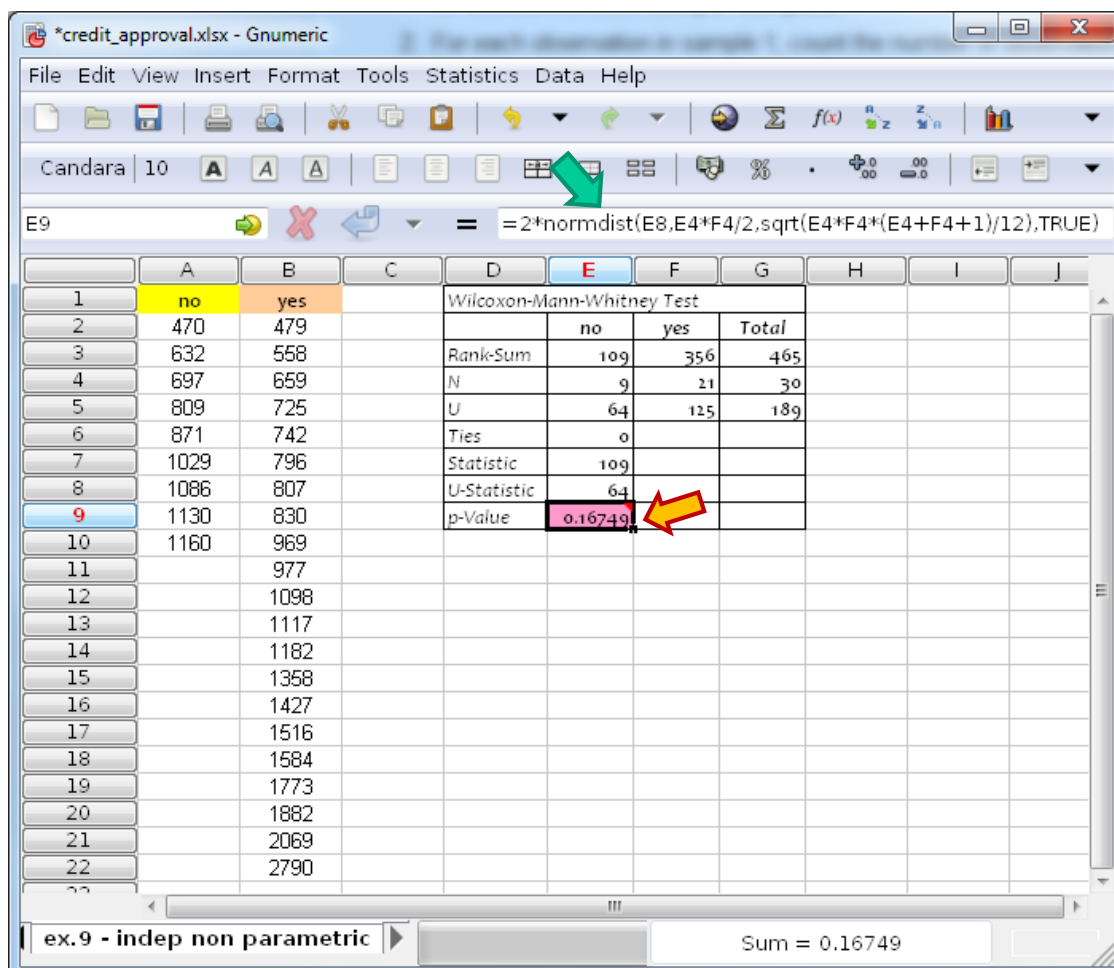 *credit_approval.xlsx - Gnumeric
File Edit View Insert Format Tools Statistics Data Help
Candara 10 A A A
E9 = =2*normdist(E8,E4*F4/2,sqrt(E4*F4*(E4+F4+1)/12),TRUE)
A B C D E F G H I J
1 no yes Wilcoxon-Mann-Whitney Test
2 470 479 no yes Total
3 632 558 Rank-Sum 109 356 465
4 697 659 N 9 21 30
5 809 725 U 64 125 189
6 871 742 Ties 0
7 1029 796 Statistic 109
8 1086 807 U-Statistic 64
9 1130 830 p-Value 0.16749
10 1160 969
11 977
12 1098
13 1117
14 1182
15 1358
16 1427
17 1516
18 1584
19 1773
20 1882
21 2069
22 2790
ex.9 - indep non parametric Sum = 0.16749